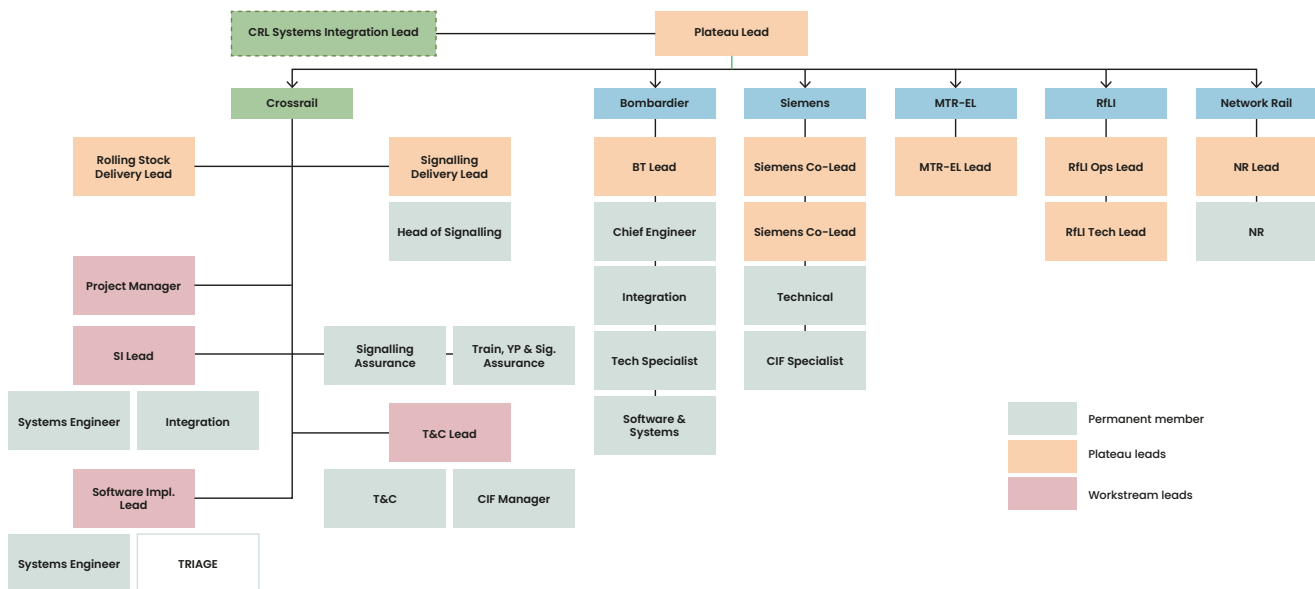 CRL Systems Integration Lead
Plateau Lead
Crossrail
Bombardier
Siemens
MTR-EL
RfLI
Network Rail
Rolling Stock
Delivery Lead
Signalling
Delivery Lead
BT Lead
Siemens Co-Lead
MTR-EL Lead
RfLI Ops Lead
NR Lead
Head of Signalling
Chief Engineer
Siemens Co-Lead
RfLI Tech Lead
NR
Project Manager
Integration
Technical
SI Lead
Signalling
Assurance
Train, YP & Sig.
Assurance
Tech Specialist
CIF Specialist
Systems Engineer
Integration
T&C Lead
Software &
Systems
Permanent member
Plateau leads
Workstream leads
Software Impl.
Lead
T&C
CIF Manager
Systems Engineer
TRIAGE